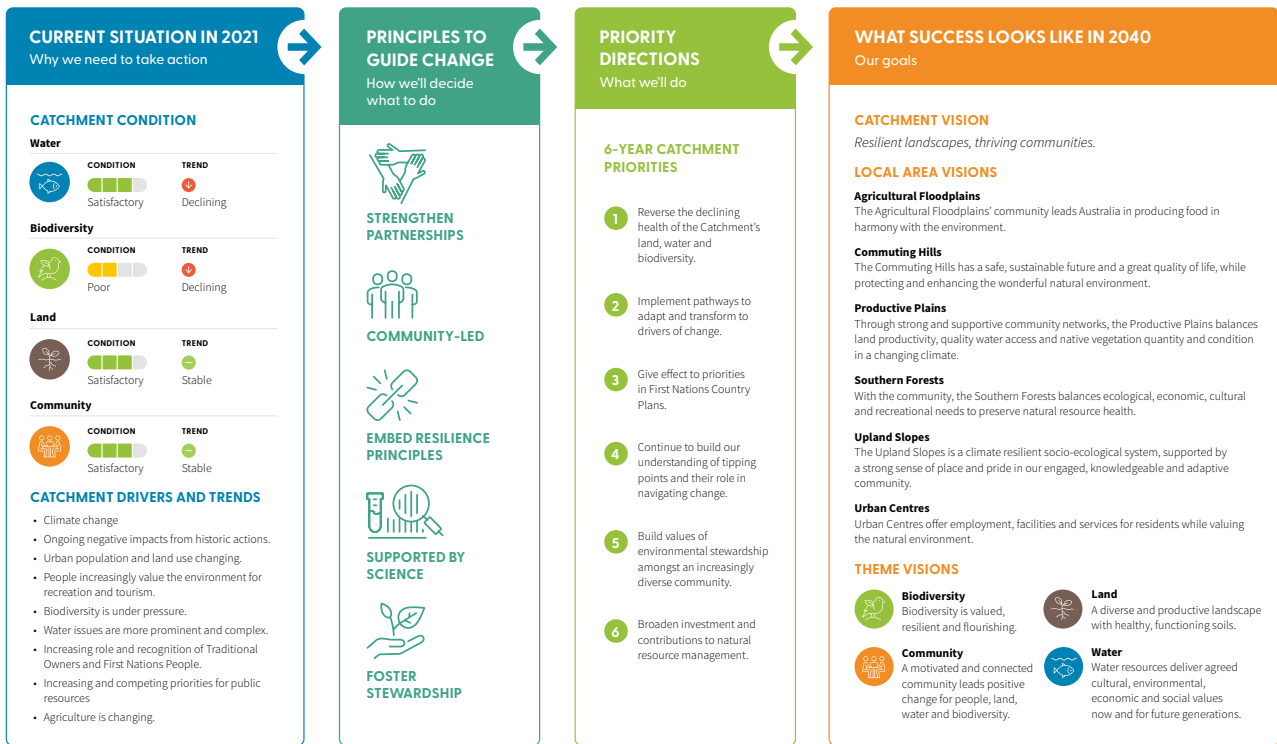 CURRENT SITUATION IN 2021
Why we need to take action
CATCHMENT CONDITION
Water
CONDITION TREND
Satisfactory Declining
Biodiversity
CONDITION TREND
Poor Declining
Land
CONDITION TREND
Satisfactory Stable
Community
CONDITION TREND
Satisfactory Stable
CATCHMENT DRIVERS AND TRENDS
• Climate change
• Ongoing negative impacts from historic actions.
• Urban population and land use changing.
• People increasingly value the environment for
recreation and tourism.
• Biodiversity is under pressure.
• Water issues are more prominent and complex.
• Increasing role and recognition of Traditional
Owners and First Nations People.
• Increasing and competing priorities for public
resources
• Agriculture is changing.
PRINCIPLES TO
GUIDE CHANGE
How we'll decide
what to do
STRENGTHEN
PARTNERSHIPS
COMMUNITY-LED
EMBED RESILIENCE
PRINCIPLES
SUPPORTED BY
SCIENCE
FOSTER
STEWARDSHIP
PRIORITY
DIRECTIONS
What we'll do
6-YEAR CATCHMENT
PRIORITIES
1 Reverse the declining
health of the Catchment's
land, water and
biodiversity.
2 Implement pathways to
adapt and transform to
drivers of change.
3 Give effect to priorities
in First Nations Country
Plans.
4 Continue to build our
understanding of tipping
points and their role in
navigating change.
5 Build values of
environmental stewardship
amongst an increasingly
diverse community.
6 Broaden investment and
contributions to natural
resource management.
WHAT SUCCESS LOOKS LIKE IN 2040
Our goals
CATCHMENT VISION
Resilient landscapes, thriving communities.
LOCAL AREA VISIONS
Agricultural Floodplains
The Agricultural Floodplains' community leads Australia in producing food in
harmony with the environment.
Commuting Hills
The Commuting Hills has a safe, sustainable future and a great quality of life, while
protecting and enhancing the wonderful natural environment.
Productive Plains
Through strong and supportive community networks, the Productive Plains balances
land productivity, quality water access and native vegetation quantity and condition
in a changing climate.
Southern Forests
With the community, the Southern Forests balances ecological, economic, cultural
and recreational needs to preserve natural resource health.
Upland Slopes
The Upland Slopes is a climate resilient socio-ecological system, supported by
a strong sense of place and pride in our engaged, knowledgeable and adaptive
community.
Urban Centres
Urban Centres offer employment, facilities and services for residents while valuing
the natural environment.
THEME VISIONS
Biodiversity
Biodiversity is valued,
resilient and flourishing.
Land
A diverse and productive landscape
with healthy, functioning soils.
Community
A motivated and connected
community leads positive
change for people, land,
water and biodiversity.
Water
Water resources deliver agreed
cultural, environmental,
economic and social values
now and for future generations.